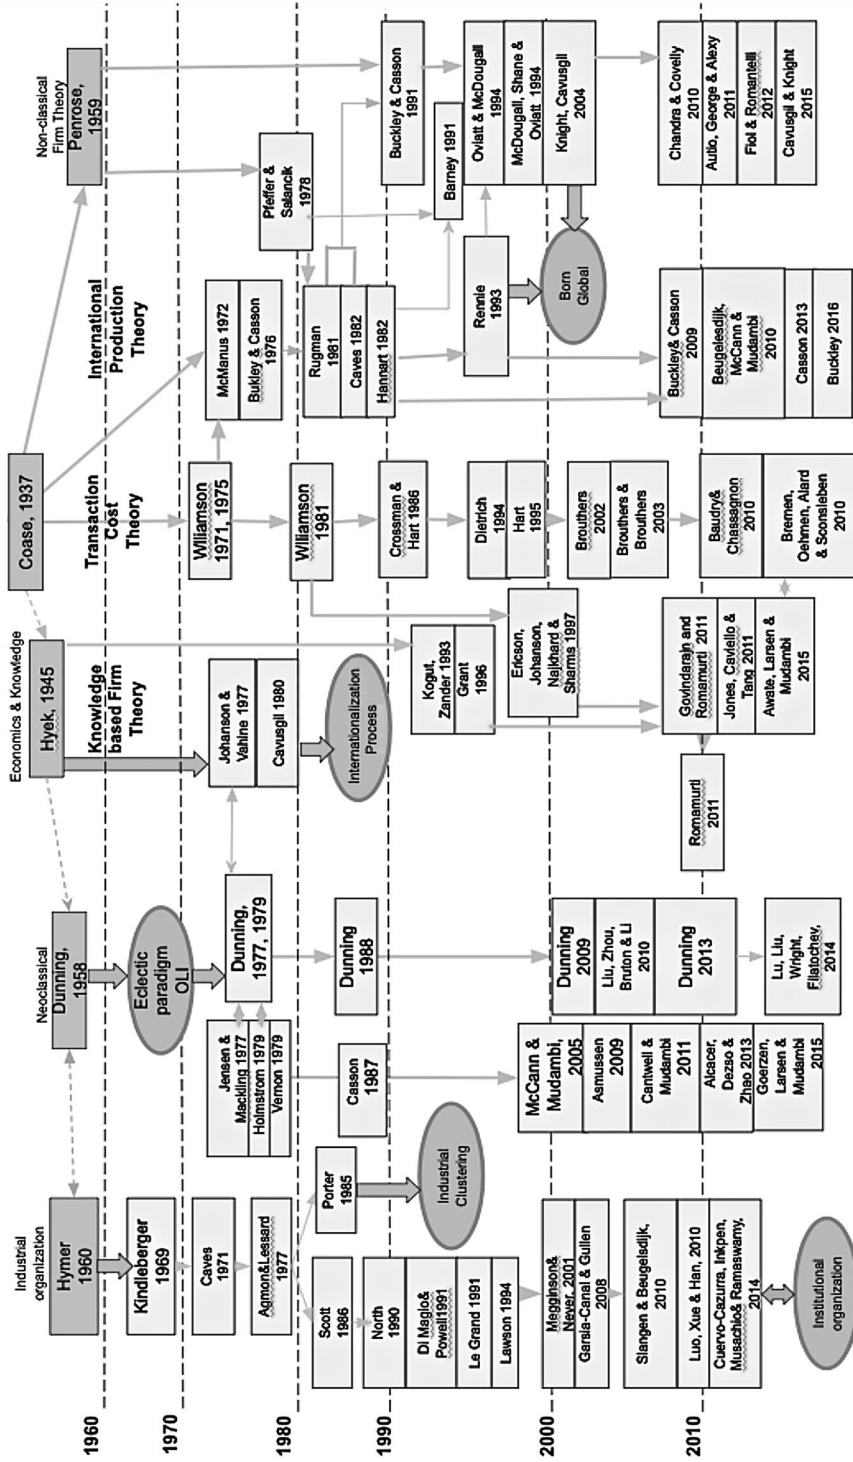 Industrial
organization
Hymer
1960
Kindleberger
1969
Caves
1971
Agmon&Lessard
1977
Scott
1986
Porter
1985
Industrial
Clustering
North
1990
Di Magio&
Powell1991
Le Grand 1991
Lawson 1994
Megginson&
Never, 2001
Garsia-Canal & Gullen
2008
Slangen & Beugelsdijk,
2010
Luo, Xue & Han, 2010
Cuervo-Cazurra, Inkpen,
Musachio& Ramaswamy,
2014
Institutional
organization
Neoclassical
Dunning,
1958
Eclectic
paradigm
OLI
Jensen &
Mackling 1977
Holmstrom 1979
Vernon 1979
Dunning,
1977, 1979
Casson
1987
Dunning
1988
McCann &
Mudambi,
2005
Asmussen
2009
Cantwell &
Mudambi
2011
Alcacer,
Dezso &
Zhao 2013
Goerzen,
Larsen &
Mudambi
2015
Dunning
2009
Liu, Zhou,
Bruton & Li
2010
Dunning
2013
Lu, Liu,
Wright,
Filatochev,
2014
Economics & Knowledge
Hyek, 1945
Knowledge
based Firm
Theory
Johanson &
Vahlne 1977
Cavusgil 1980
Internationalization
Process
Kogut,
Zander 1993
Grant
1996
Ericson,
Johanson,
Najkhard &
Sharms 1997
Govindarajn and
Romamurti 2011
Jones, Caviello &
Tang 2011
Awate, Larsen &
Mudambi
2015
Romamurti
2011
Coase, 1937
Transaction
Cost
Theory
Wlliamson
1971, 1975
Wlliamson
1981
Crossman &
Hart 1986
Dietrich
1994
Hart
1995
Brouthers
2002
Brouthers &
Brouthers
2003
Baudry&
Chassagnon
2010
Bremen,
Oehmen, Alard
& Soonsleben
2010
International
Production
Theory
McManus 1972
Bukley & Casson
1976
Rugman
1981
Caves 1982
Hannart 1982
Rennie
1993
Born
Global
Buckley& Casson
2009
Beugelesdijk,
McCann &
Mudambi
2010
Casson 2013
Buckley 2016
Non-classical
Firm Theory
Penrose,
1959
Pfeffer &
Salancik
1978
Buckley & Casson
1991
Barney 1991
Oviatt & McDougall
1994
McDougall, Shane &
Oviatt 1994
Knight, Cavusgil
2004
Chandra & Covelly
2010
Autio, George & Alexy
2011
Fiol & Romantelli
2012
Cavusgil & Knight
2015
1960
1970
1980
1990
2000
2010